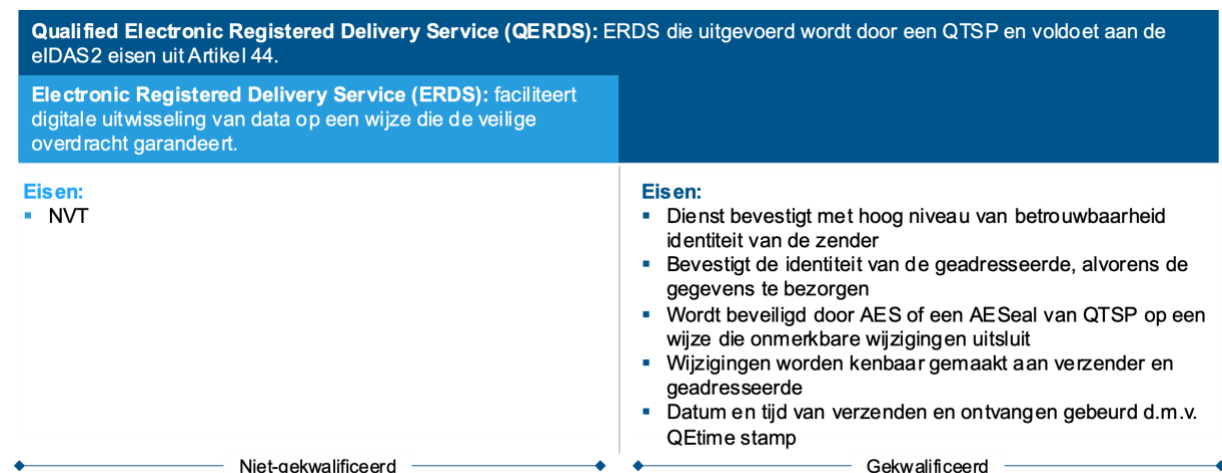 Qualified Electronic Registered Delivery Service (QERDS): ERDS die uitgevoerd wordt door een QTSP en voldoet aan de
eIDAS2 eisen uit Artikel 44.
Electronic Registered Delivery Service (ERDS): faciliteert
digitale uitwisseling van data op een wijze die de veilige
overdracht garandeert.
Eisen:
▪ NVT
Eisen:
▪ Dienst bevestigt met hoog niveau van betrouwbaarheid
identiteit van de zender
▪ Bevestigt de identiteit van de geadresseerde, alvorens de
gegevens te bezorgen
▪ Wordt beveiligd door AES of een AESeal van QTSP op een
wijze die onmerkbare wijzigingen uitsluit
▪ Wijzigingen worden kenbaar gemaakt aan verzender en
geadresseerde
▪ Datum en tijd van verzenden en ontvangen gebeurd d.m.v.
QEtime stamp
Niet-gekwalificeerd
Gekwalificeerd